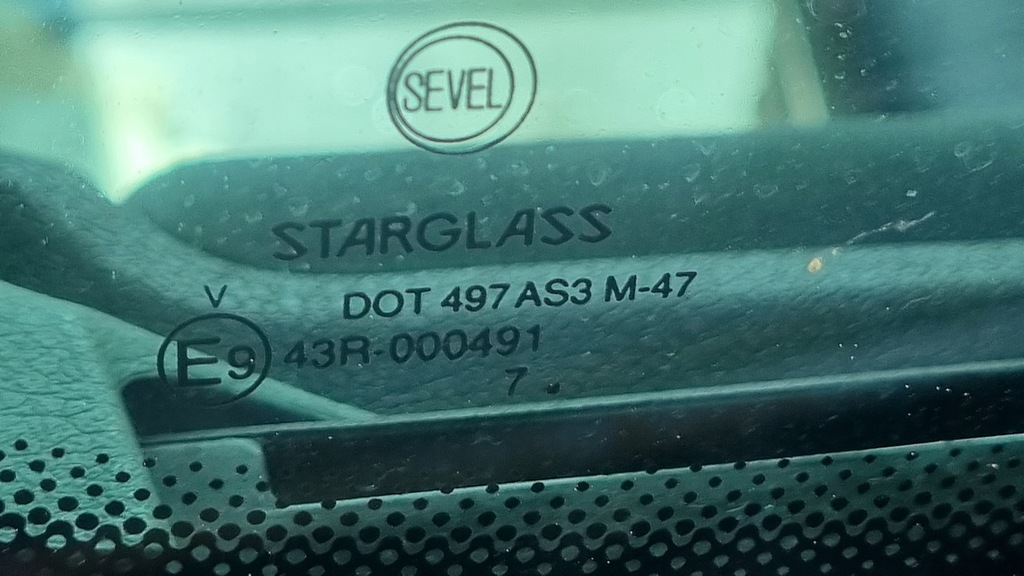 SEVEL
STARGLASS
V
DOT 497 AS3 M-47
E9 43R-000491
7 .